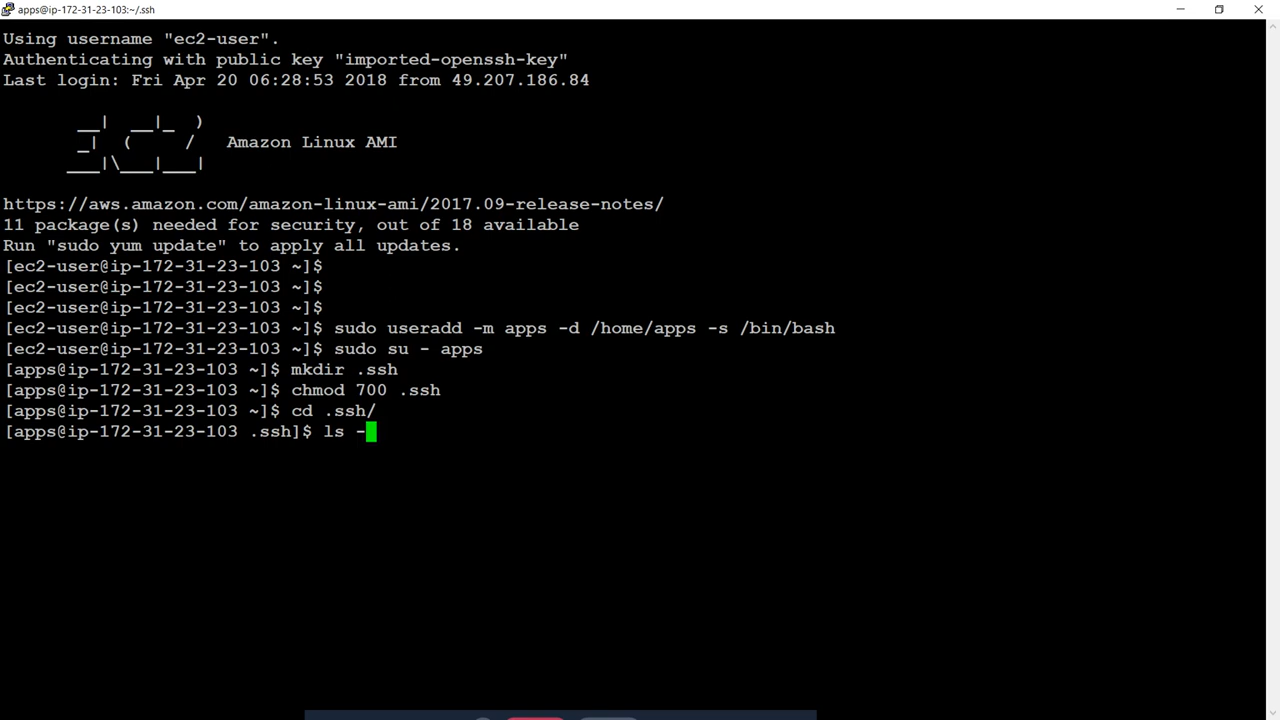 apps@ip-172-31-23-103:~/.ssh
Using username "ec2-user".
Authenticating with public key "imported-openssh-key"
Last login: Fri Apr 20 06:28:53 2018 from 49.207.186.84
__|  __|_  )
_|  (     /   Amazon Linux AMI
___|\___|___|
https://aws.amazon.com/amazon-linux-ami/2017.09-release-notes/
11 package(s) needed for security, out of 18 available
Run "sudo yum update" to apply all updates.
[ec2-user@ip-172-31-23-103 ~]$
[ec2-user@ip-172-31-23-103 ~]$
[ec2-user@ip-172-31-23-103 ~]$
[ec2-user@ip-172-31-23-103 ~]$ sudo useradd -m apps -d /home/apps -s /bin/bash
[ec2-user@ip-172-31-23-103 ~]$ sudo su - apps
[apps@ip-172-31-23-103 ~]$ mkdir .ssh
[apps@ip-172-31-23-103 ~]$ chmod 700 .ssh
[apps@ip-172-31-23-103 ~]$ cd .ssh/
[apps@ip-172-31-23-103 .ssh]$ ls -